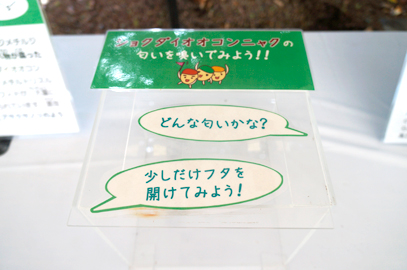 ショクダイオオコンニャクの
匂いを嗅いでみよう!!
どんな匂いかな?
少しだけフタを
開けてみよう!